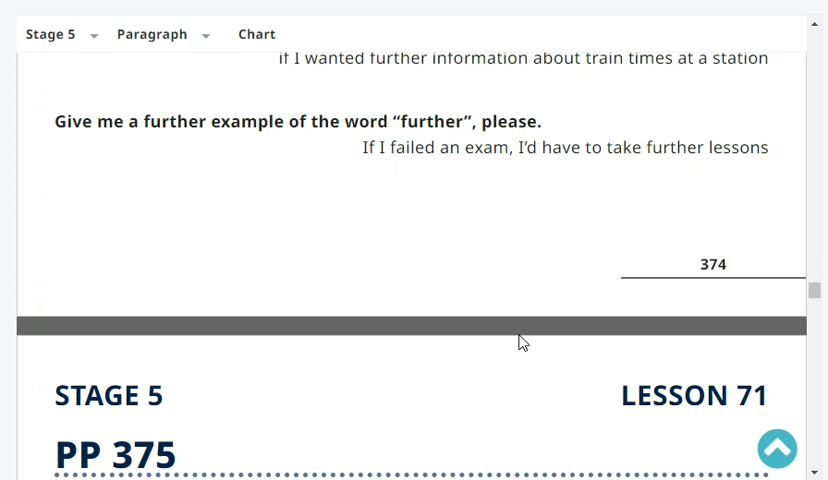 Stage 5 Paragraph Chart
if I wanted further information about train times at a station
Give me a further example of the word “further”, please.
If I failed an exam, I’d have to take further lessons
374
STAGE 5 LESSON 71
PP 375